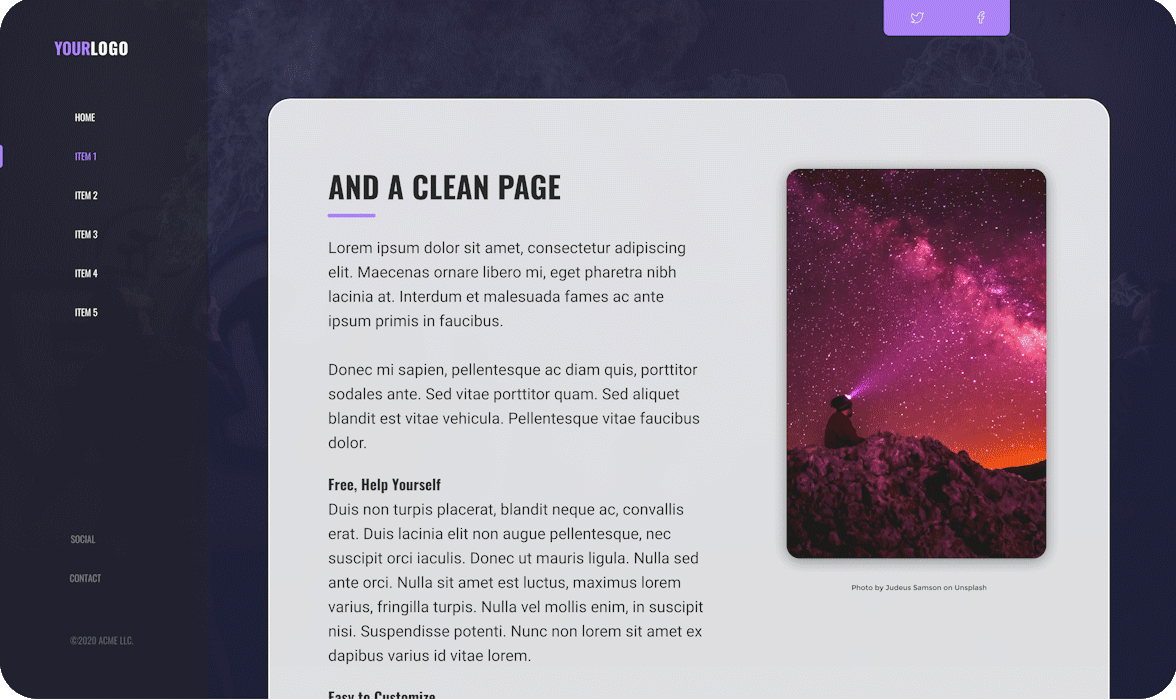 YOURLOGO
HOME
ITEM 1
ITEM 2
ITEM 3
ITEM 4
ITEM 5
SOCIAL
CONTACT
©2020 ACME LLC.
AND A CLEAN PAGE
Lorem ipsum dolor sit amet, consectetur adipiscing
elit. Maecenas ornare libero mi, eget pharetra nibh
lacinia at. Interdum et malesuada fames ac ante
ipsum primis in faucibus.
Donec mi sapien, pellentesque ac diam quis, porttitor
sodales ante. Sed vitae porttitor quam. Sed aliquet
blandit est vitae vehicula. Pellentesque vitae faucibus
dolor.
Free, Help Yourself
Duis non turpis placerat, blandit neque ac, convallis
erat. Duis lacinia elit non augue pellentesque, nec
suscipit orci iaculis. Donec ut mauris ligula. Nulla sed
ante orci. Nulla sit amet est luctus, maximus lorem
varius, fringilla turpis. Nulla vel mollis enim, in suscipit
nisi. Suspendisse potenti. Nunc non lorem sit amet ex
dapibus varius id vitae lorem.
Easy to Customize
Photo by Judeus Samson on Unsplash